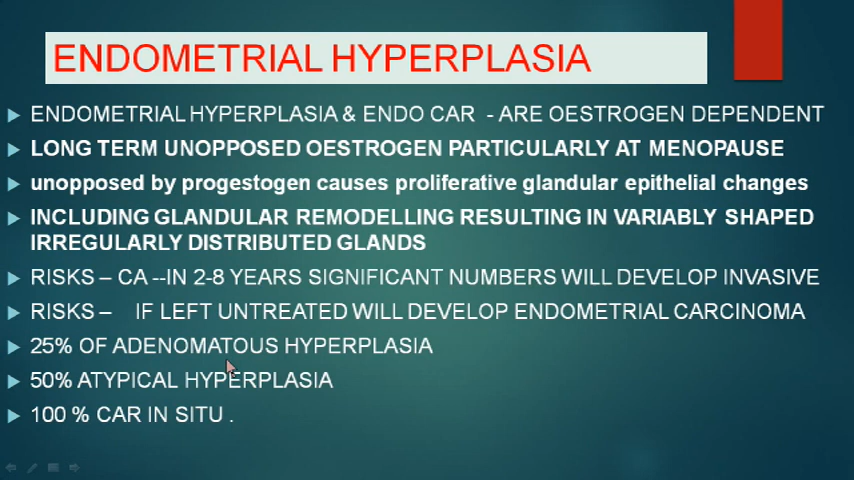 ENDOMETRIAL HYPERPLASIA
ENDOMETRIAL HYPERPLASIA & ENDO CAR - ARE OESTROGEN DEPENDENT
LONG TERM UNOPPOSED OESTROGEN PARTICULARLY AT MENOPAUSE
unopposed by progestogen causes proliferative glandular epithelial changes
INCLUDING GLANDULAR REMODELLING RESULTING IN VARIABLY SHAPED
IRREGULARLY DISTRIBUTED GLANDS
RISKS – CA --IN 2-8 YEARS SIGNIFICANT NUMBERS WILL DEVELOP INVASIVE
RISKS – IF LEFT UNTREATED WILL DEVELOP ENDOMETRIAL CARCINOMA
25% OF ADENOMATOUS HYPERPLASIA
50% ATYPICAL HYPERPLASIA
100 % CAR IN SITU .